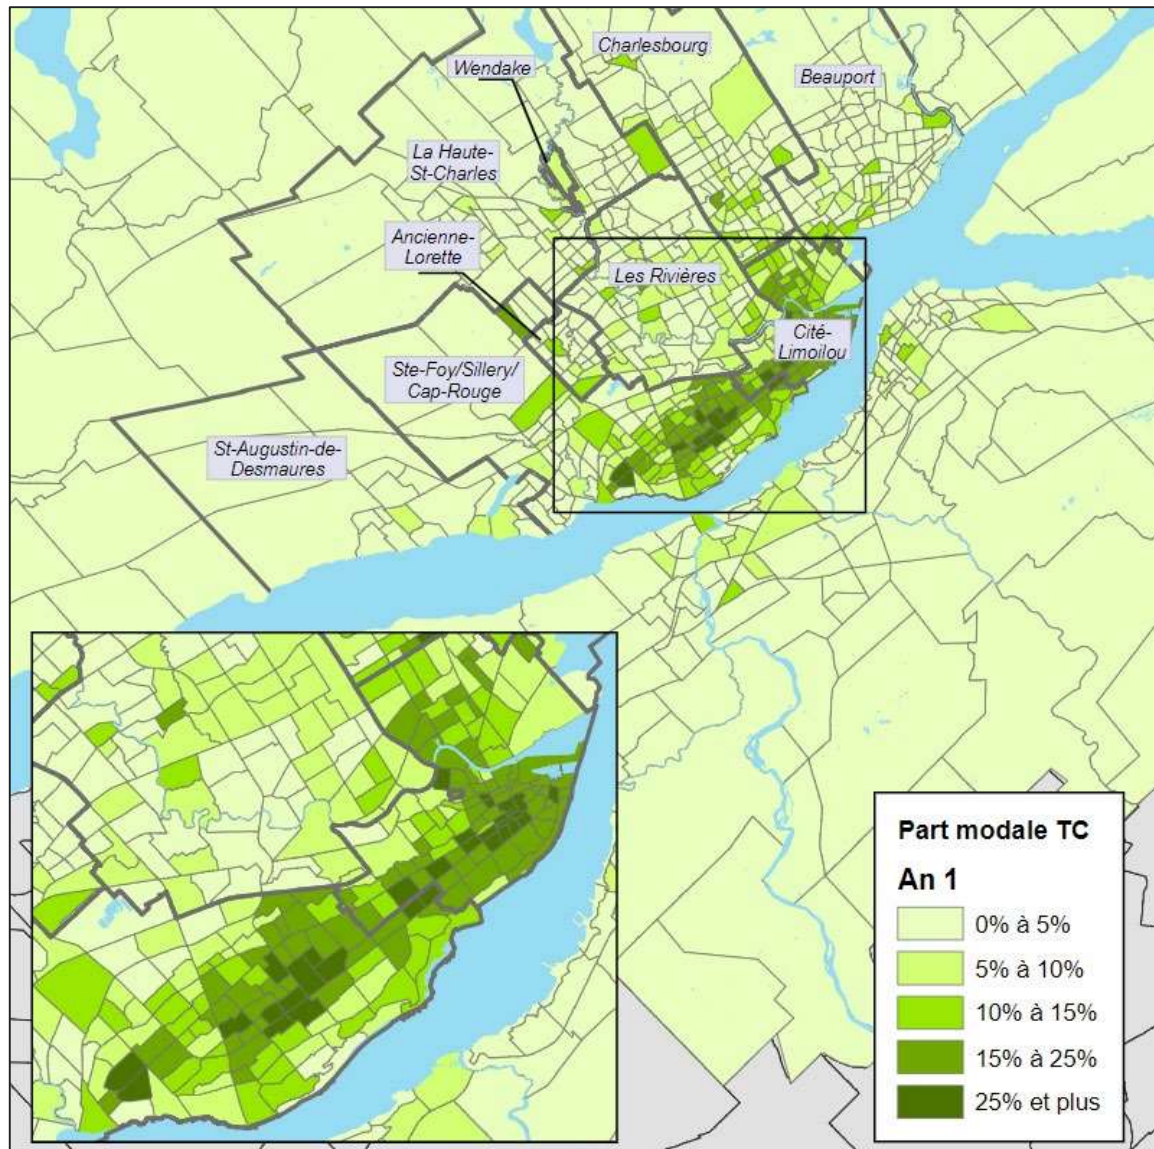 Charlesbourg
Wendake
Beauport
La Haute-
St-Charles
Ancienne-
Lorette
Les Rivières
Cité-
Limoilou
Ste-Foy/Sillery/
Cap-Rouge
St-Augustin-de-
Desmaures
Part modale TC
An 1
0% à 5%
5% à 10%
10% à 15%
15% à 25%
25% et plus